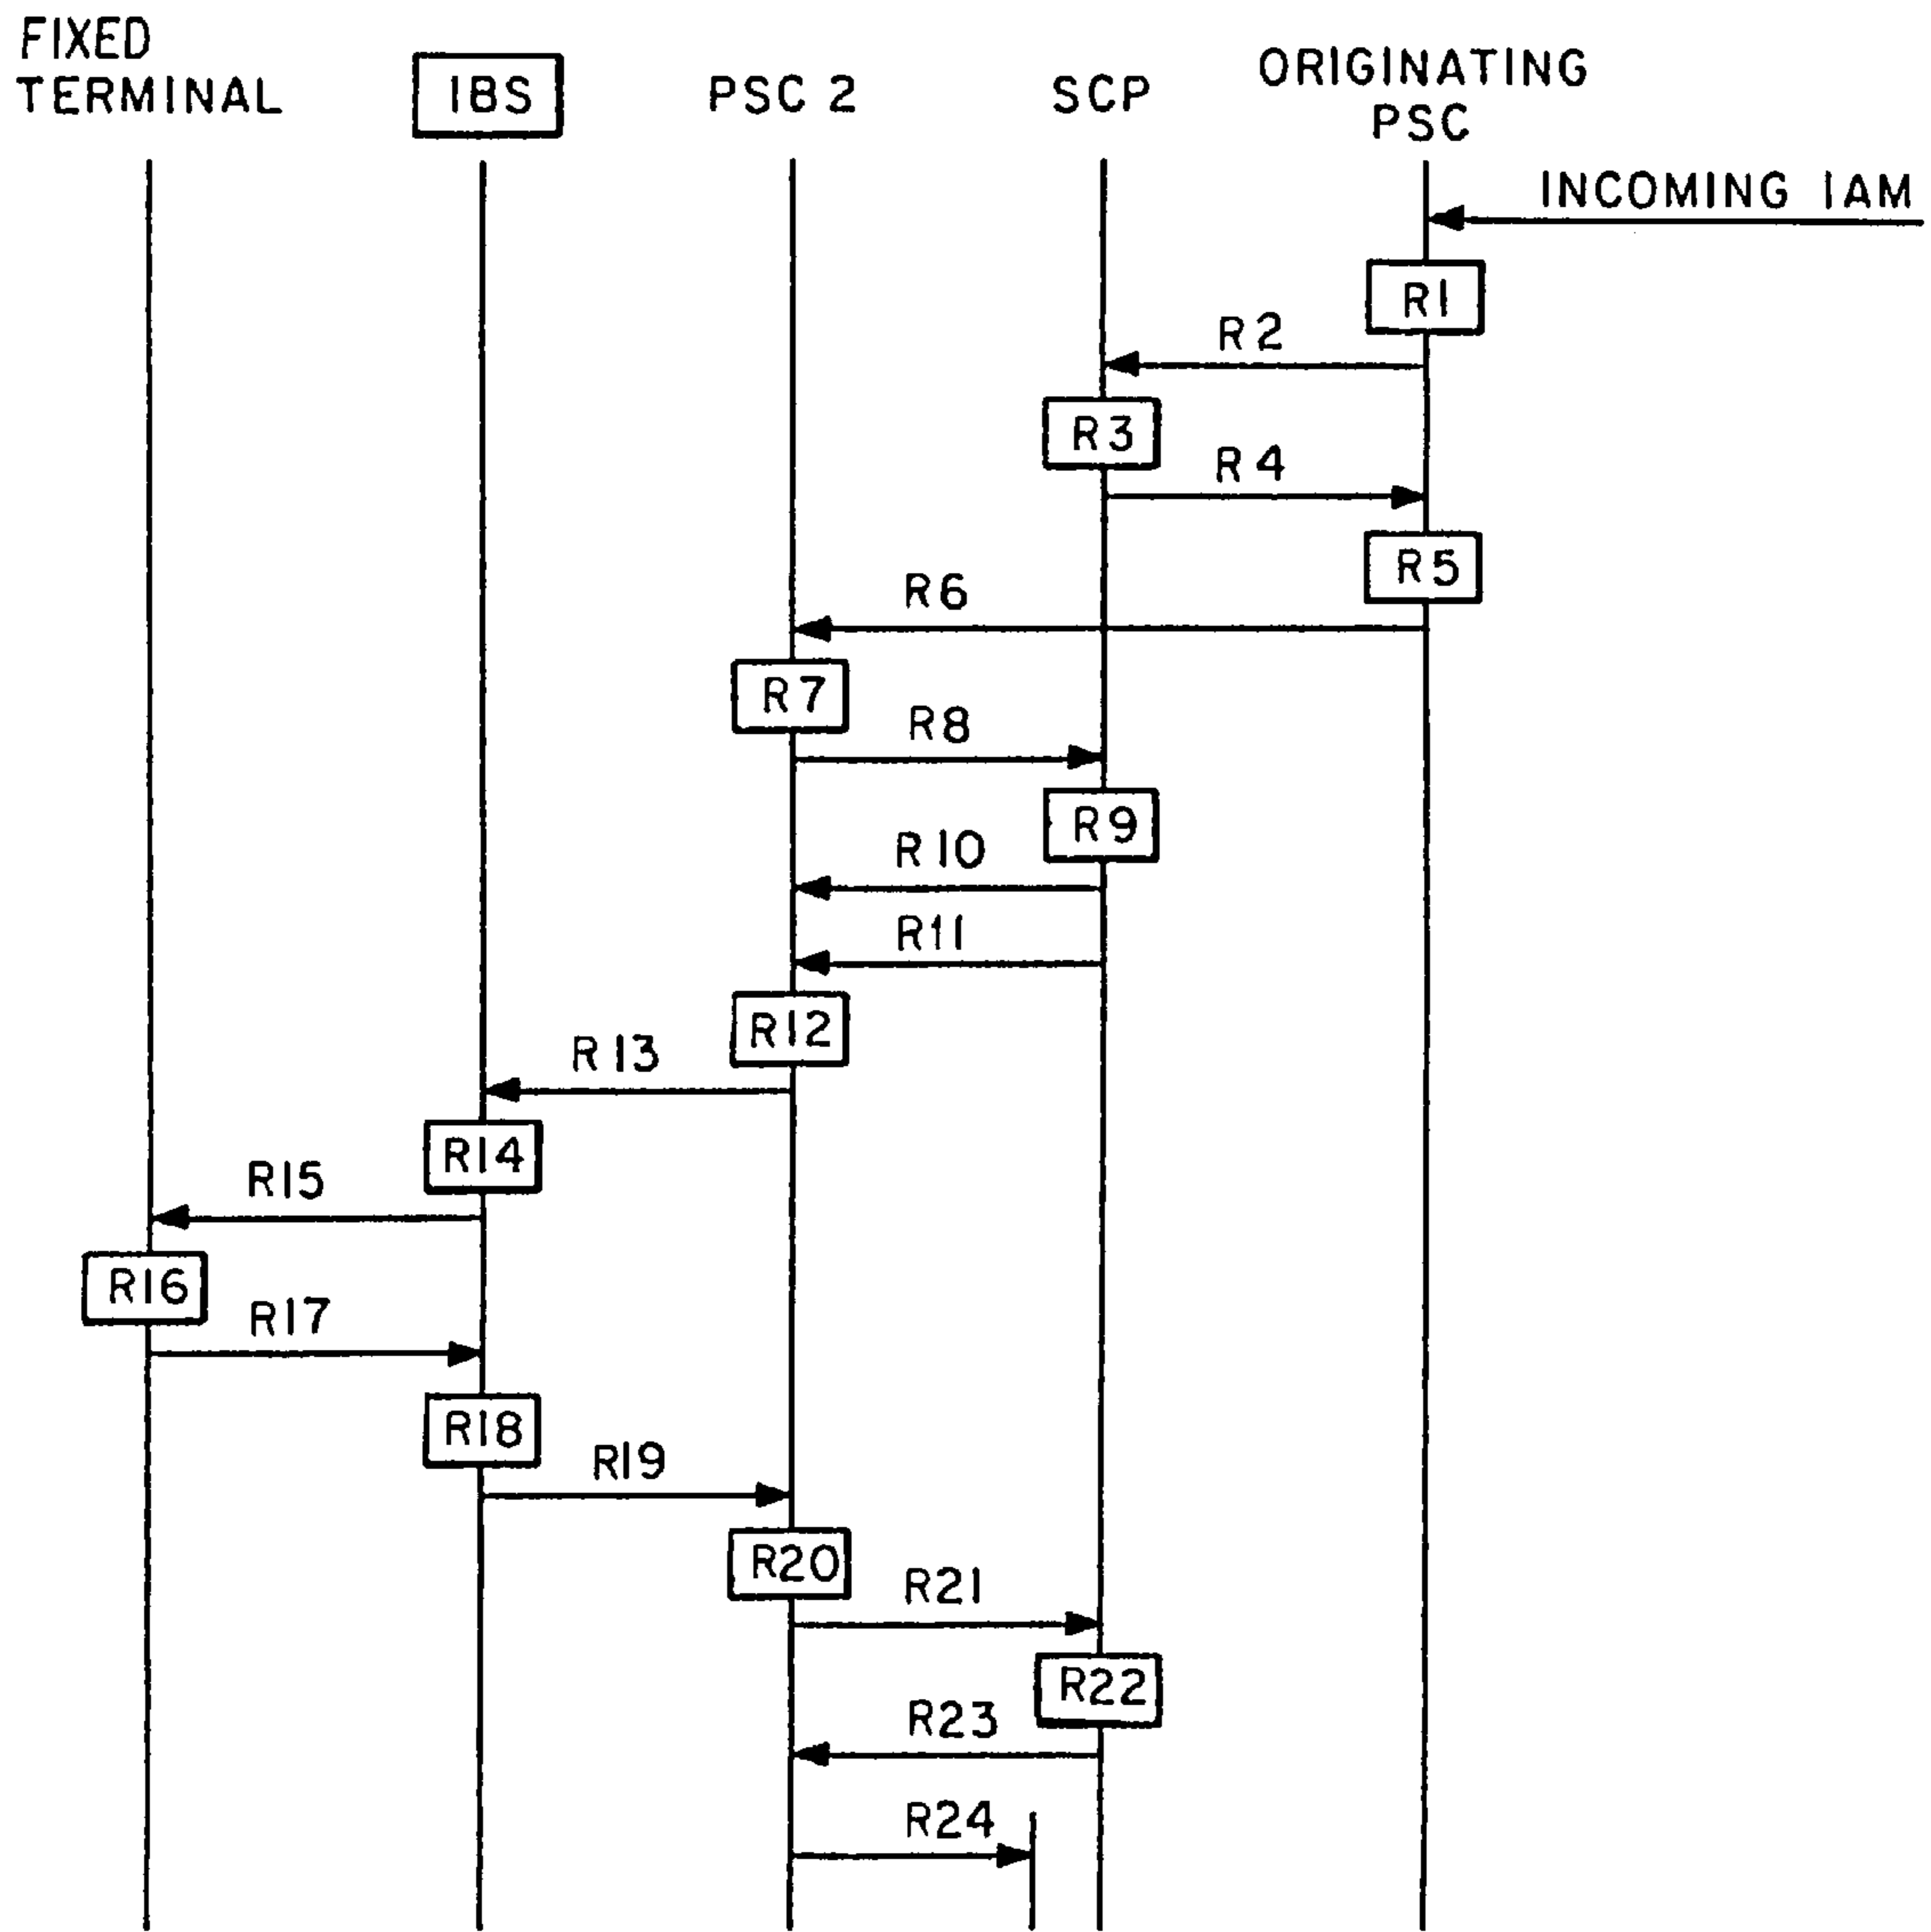 FIXED
TERMINAL
IBS
PSC 2
SCP
ORIGINATING
PSC
INCOMING IAM
R1
R2
R3
R4
R5
R6
R7
R8
R9
R10
R11
R12
R13
R14
R15
R16
R17
R18
R19
R20
R21
R22
R23
R24